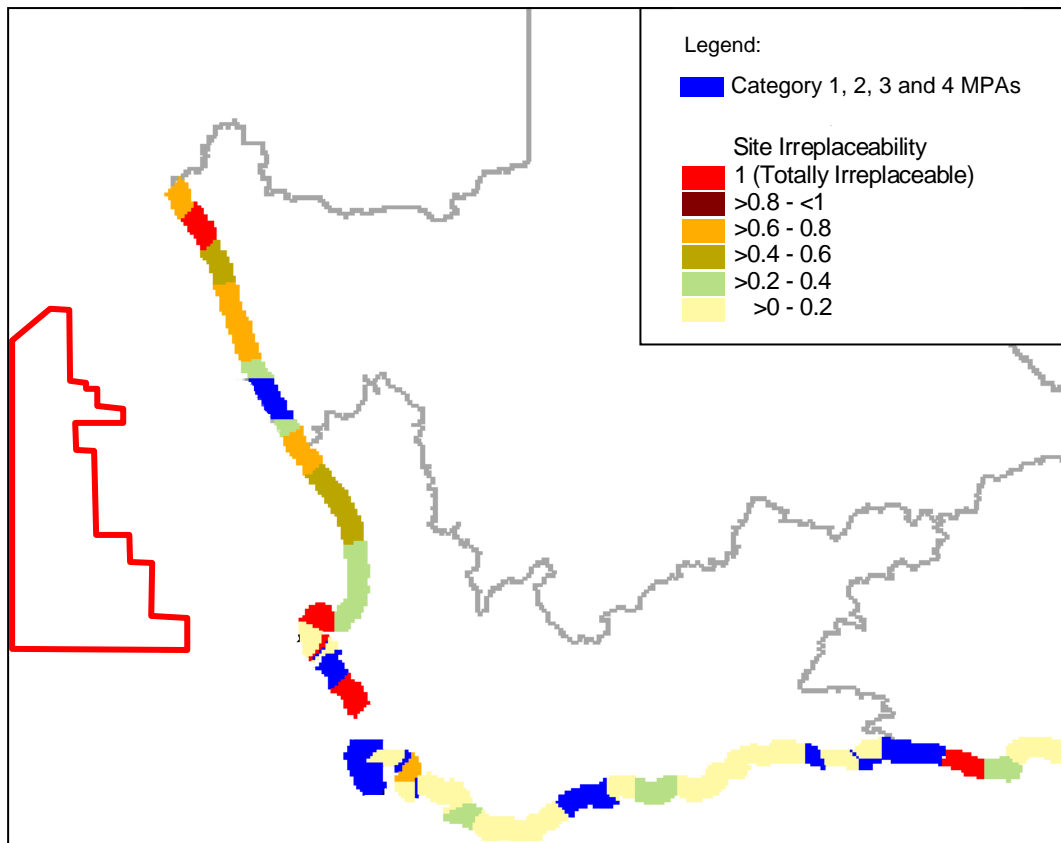 Legend:
Category 1, 2, 3 and 4 MPAs
Site Irreplaceability
1 (Totally Irreplaceable)
>0.8 - <1
>0.6 - 0.8
>0.4 - 0.6
>0.2 - 0.4
>0 - 0.2